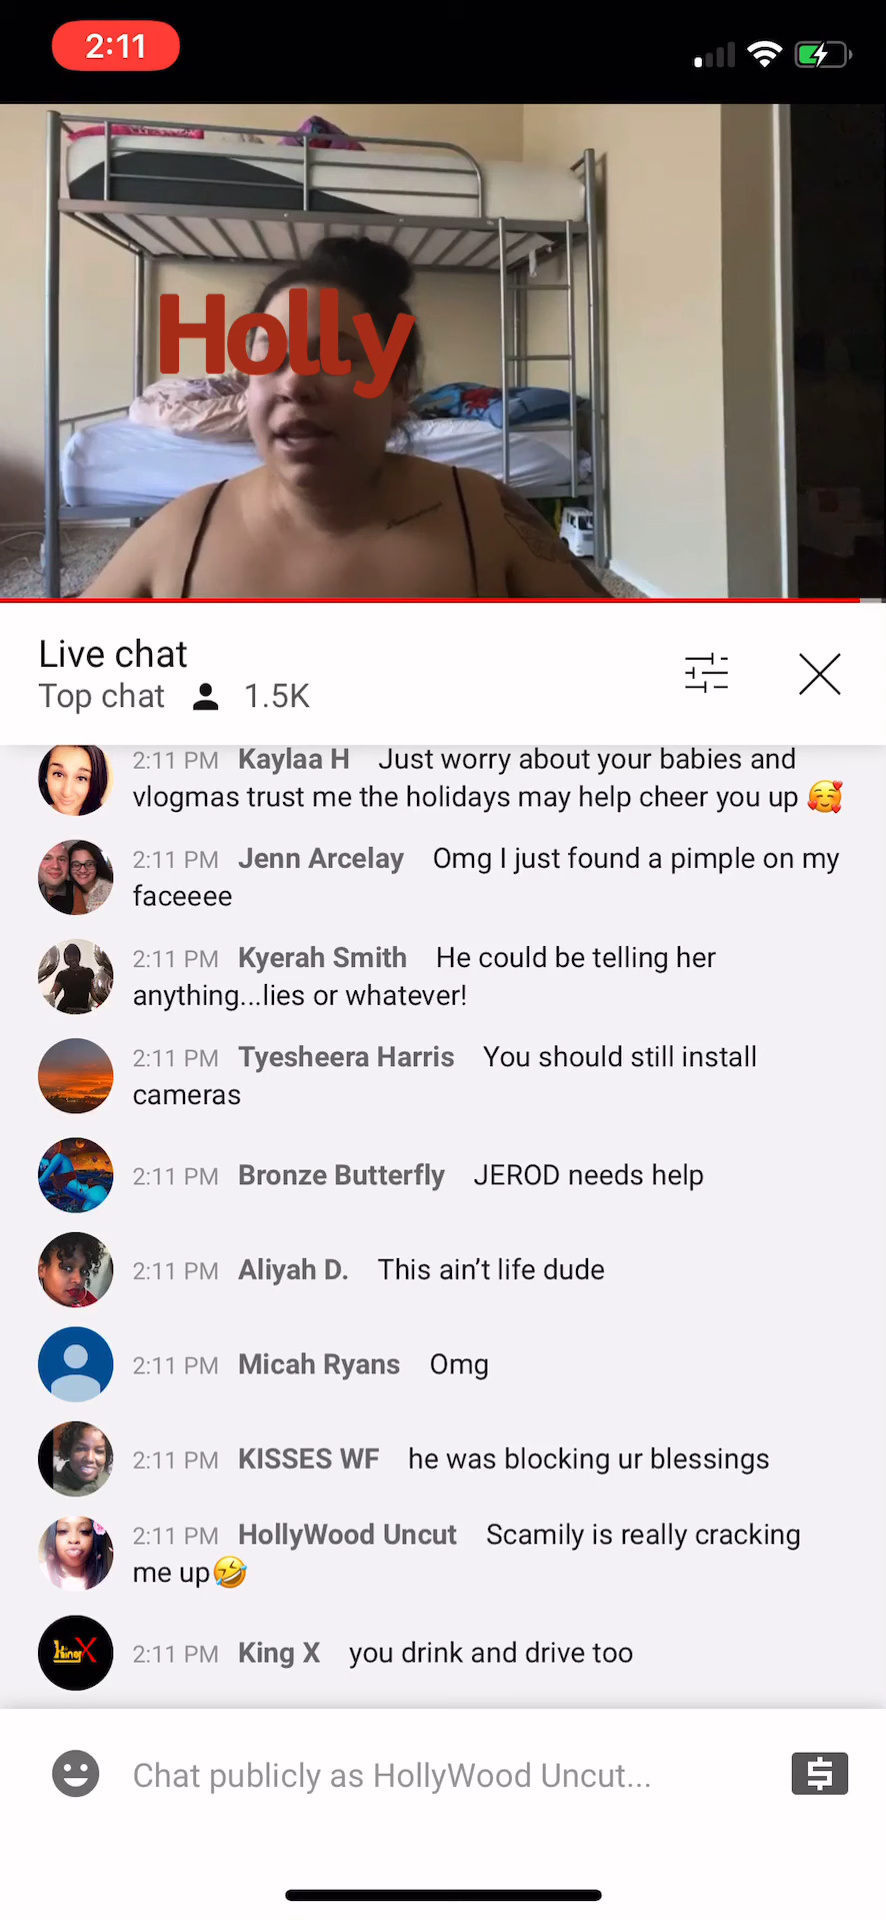 2:11
Holly
Live chat
Top chat 1.5K
2:11 PM Kaylaa H Just worry about your babies and
vlogmas trust me the holidays may help cheer you up 🥰
2:11 PM Jenn Arcelay Omg I just found a pimple on my
faceeee
2:11 PM Kyerah Smith He could be telling her
anything...lies or whatever!
2:11 PM Tyesheera Harris You should still install
cameras
2:11 PM Bronze Butterfly JEROD needs help
2:11 PM Aliyah D. This ain’t life dude
2:11 PM Micah Ryans Omg
2:11 PM KISSES WF he was blocking ur blessings
2:11 PM HollyWood Uncut Scamily is really cracking
me up🤣
King X
2:11 PM King X you drink and drive too
Chat publicly as HollyWood Uncut...
$